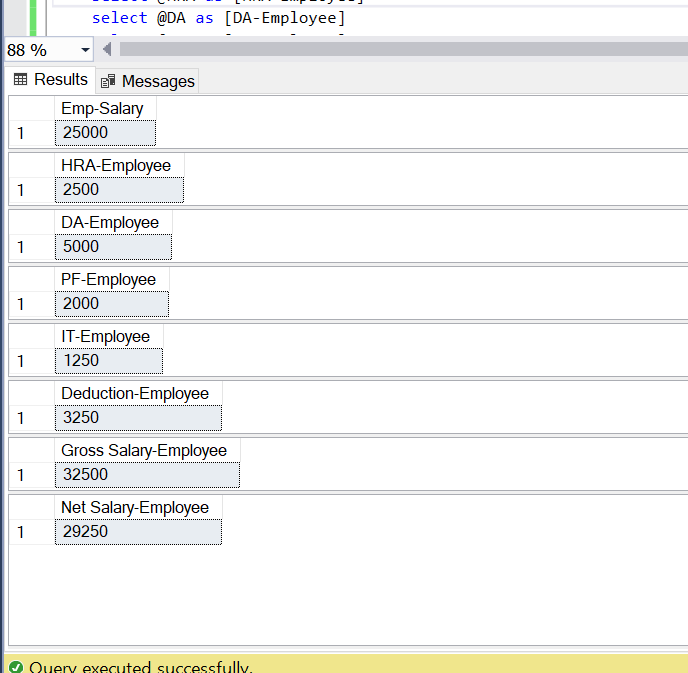 select @DA as [DA-Employee]
88 %
Results Messages
Emp-Salary
1 25000
HRA-Employee
1 2500
DA-Employee
1 5000
PF-Employee
1 2000
IT-Employee
1 1250
Deduction-Employee
1 3250
Gross Salary-Employee
1 32500
Net Salary-Employee
1 29250
Query executed successfully.